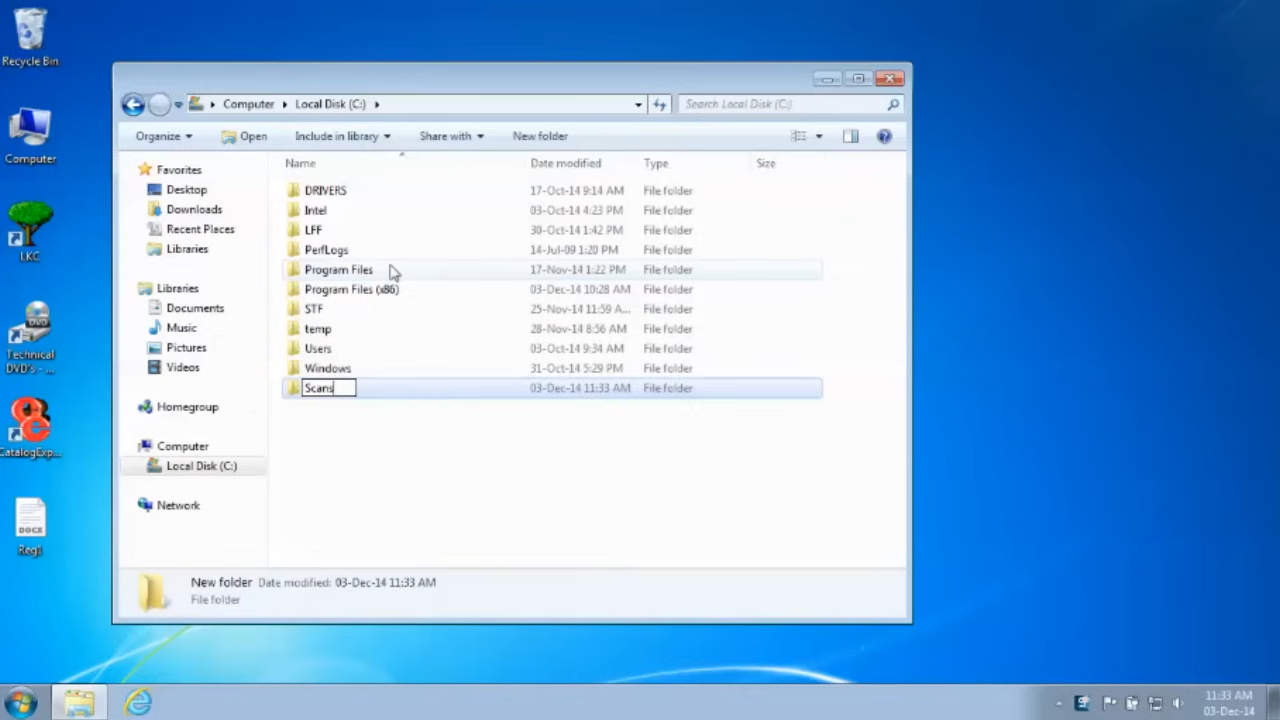 Recycle Bin
Computer
LKC
Technical
DVD's - ...
CatalogExp...
DOCX
Reg1
Computer Local Disk (C:)
Search Local Disk (C:)
Organize Open Include in library Share with New folder
Favorites
Desktop
Downloads
Recent Places
Libraries
Libraries
Documents
Music
Pictures
Videos
Homegroup
Computer
Local Disk (C:)
Network
Name Date modified Type Size
DRIVERS 17-Oct-14 9:14 AM File folder
Intel 03-Oct-14 4:23 PM File folder
LFF 30-Oct-14 1:42 PM File folder
PerfLogs 14-Jul-09 1:20 PM File folder
Program Files 17-Nov-14 1:22 PM File folder
Program Files (x86) 03-Dec-14 10:28 AM File folder
STF 25-Nov-14 11:59 A... File folder
temp 28-Nov-14 8:56 AM File folder
Users 03-Oct-14 9:34 AM File folder
Windows 31-Oct-14 5:29 PM File folder
Scans 03-Dec-14 11:33 AM File folder
New folder Date modified: 03-Dec-14 11:33 AM
File folder
11:33 AM
03-Dec-14